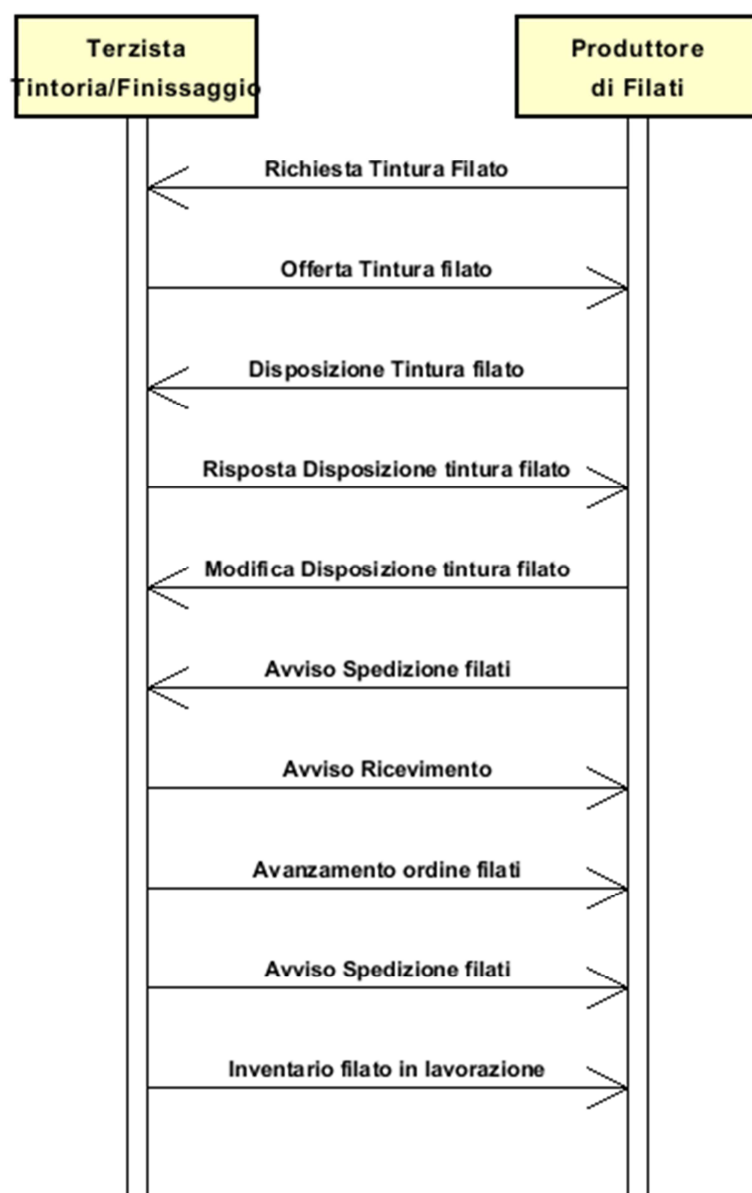 Terzista
Tintoria/Finissaggio
Produttore
di Filati
Richiesta Tintura Filato
Offerta Tintura filato
Disposizione Tintura filato
Risposta Disposizione tintura filato
Modifica Disposizione tintura filato
Avviso Spedizione filati
Avviso Ricevimento
Avanzamento ordine filati
Avviso Spedizione filati
Inventario filato in lavorazione